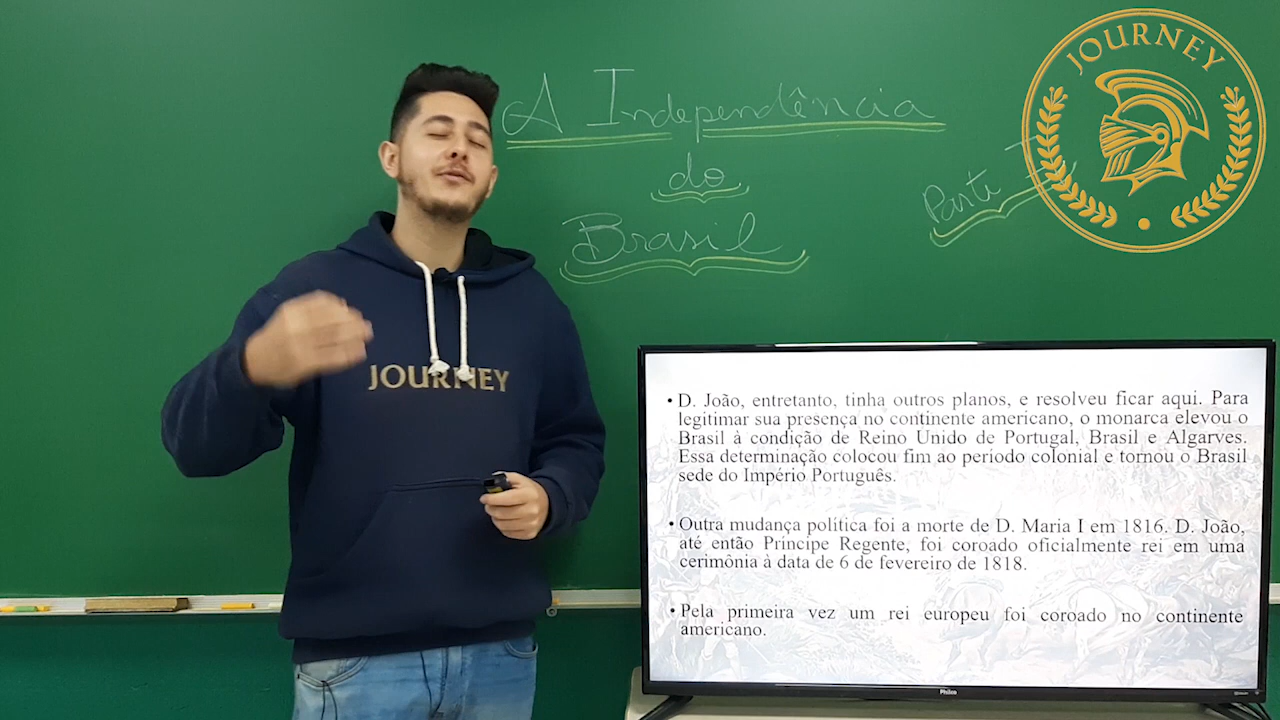 A Independência
do
Brasil
Parte
JOURNEY
JOURNEY
• D. João, entretanto, tinha outros planos, e resolveu ficar aqui. Para
legitimar sua presença no continente americano, o monarca elevou o
Brasil à condição de Reino Unido de Portugal, Brasil e Algarves.
Essa determinação colocou fim ao período colonial e tornou o Brasil
sede do Império Português.
• Outra mudança política foi a morte de D. Maria I em 1816. D. João,
até então Príncipe Regente, foi coroado oficialmente rei em uma
cerimônia à data de 6 de fevereiro de 1818.
• Pela primeira vez um rei europeu foi coroado no continente
americano.
Philco